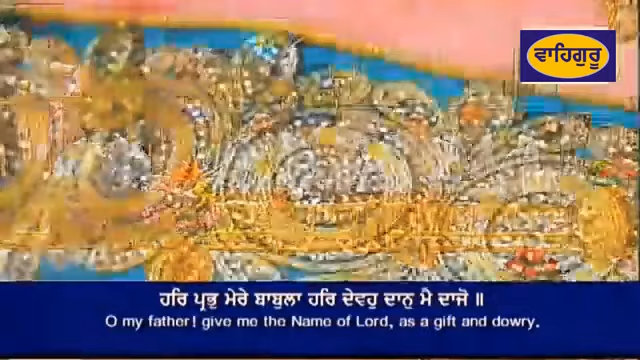 ਵਾਹਿਗੁਰੂ
ਹਰਿ ਪ੍ਰਭੁ ਮੇਰੇ ਬਾਬੁਲਾ ਹਰਿ ਦੇਵਹੁ ਦਾਨੁ ਮੈ ਦਾਜੋ ॥
O my father! give me the Name of Lord, as a gift and dowry.